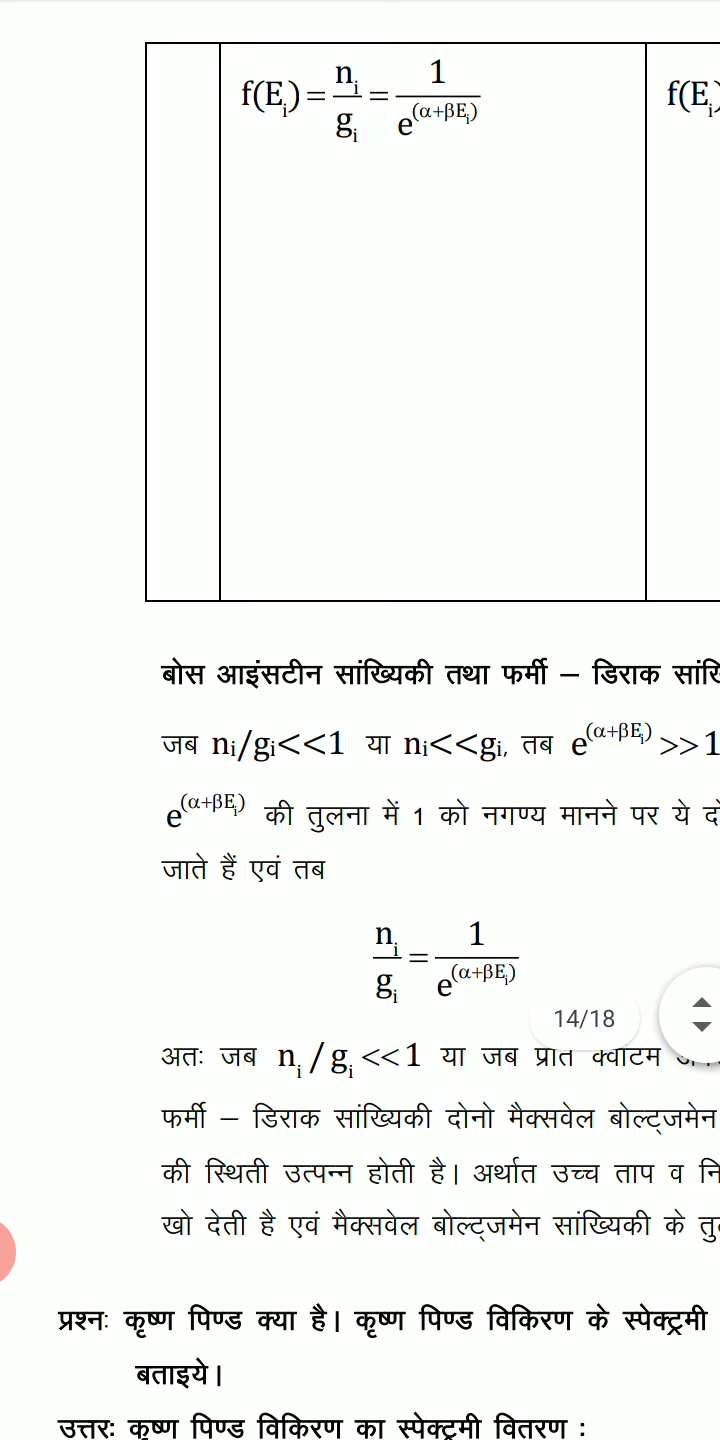 f(Eᵢ) = nᵢ/gᵢ = 1/e^(α+βEᵢ) f(Eᵢ)
बोस आइंसटीन सांख्यिकी तथा फर्मी – डिराक
जब nᵢ/gᵢ<<1 या nᵢ<<gᵢ, तब e^(α+βEᵢ) >>1
e^(α+βEᵢ) की तुलना में 1 को नगण्य मानने पर ये
जाते हैं एवं तब
nᵢ/gᵢ = 1/e^(α+βEᵢ)
14/18
अतः जब nᵢ/gᵢ <<1 या जब प्रति क्वांटम
फर्मी – डिराक सांख्यिकी दोनो मैक्सवेल बोल्ट्जमेन
की स्थिती उत्पन्न होती है। अर्थात उच्च ताप व
खो देती है एवं मैक्सवेल बोल्ट्जमेन सांख्यिकी के
प्रश्नः कृष्ण पिण्ड क्या है। कृष्ण पिण्ड विकिरण के स्पेक्ट्रमी
बताइये।
उत्तरः कृष्ण पिण्ड विकिरण का स्पेक्ट्रमी वितरण :